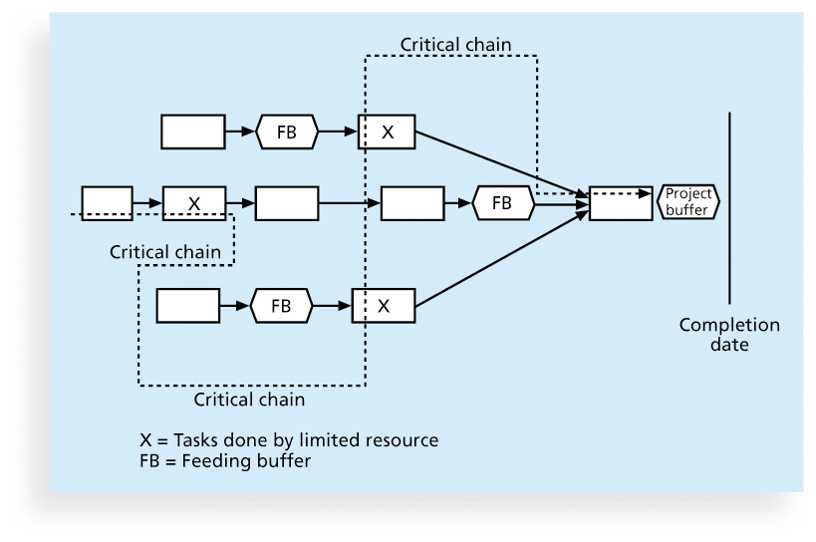 Critical chain
FB
X
X
FB
Project
buffer
Critical chain
FB
X
Completion
date
Critical chain
X = Tasks done by limited resource
FB = Feeding buffer